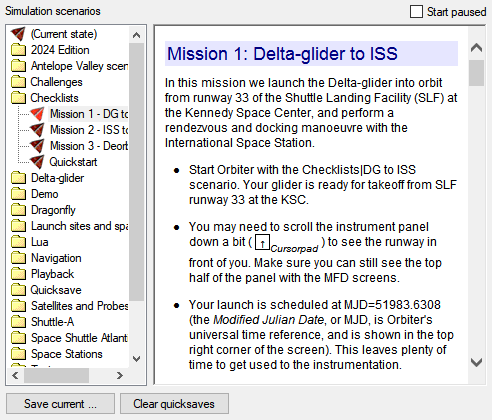 Simulation scenarios
Start paused
(Current state)
2024 Edition
Antelope Valley scen
Challenges
Checklists
Mission 1 - DG to
Mission 2 - ISS to
Mission 3 - Deorb
Quickstart
Delta-glider
Demo
Dragonfly
Launch sites and spa
Lua
Navigation
Playback
Quicksave
Satellites and Probes
Shuttle-A
Space Shuttle Atlant
Space Stations
Mission 1: Delta-glider to ISS
In this mission we launch the Delta-glider into orbit
from runway 33 of the Shuttle Landing Facility (SLF) at
the Kennedy Space Center, and perform a
rendezvous and docking manoeuvre with the
International Space Station.
• Start Orbiter with the Checklists|DG to ISS
scenario. Your glider is ready for takeoff from SLF
runway 33 at the KSC.
• You may need to scroll the instrument panel
down a bit ( ↑ Cursorpad ) to see the runway in
front of you. Make sure you can still see the top
half of the panel with the MFD screens.
• Your launch is scheduled at MJD=51983.6308
(the Modified Julian Date, or MJD, is Orbiter's
universal time reference, and is shown in the top
right corner of the screen). This leaves plenty of
time to get used to the instrumentation.
Save current ...
Clear quicksaves